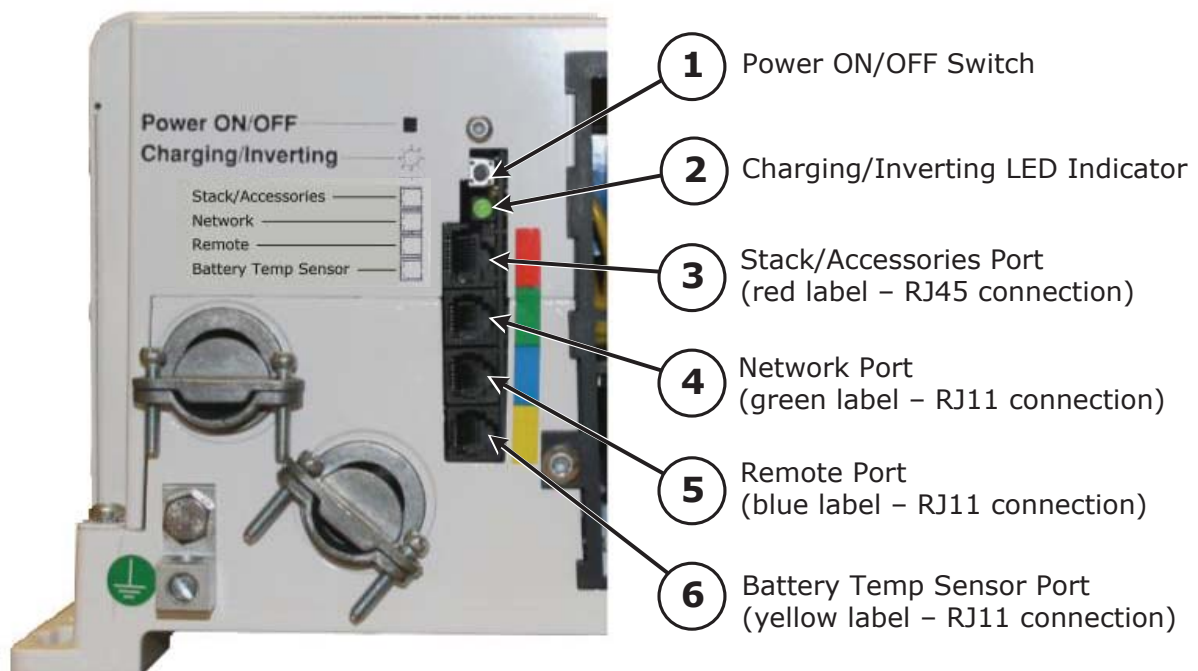 Power ON/OFF
Charging/Inverting
Stack/Accessories
Network
Remote
Battery Temp Sensor
1 Power ON/OFF Switch
2 Charging/Inverting LED Indicator
3 Stack/Accessories Port
(red label – RJ45 connection)
4 Network Port
(green label – RJ11 connection)
5 Remote Port
(blue label – RJ11 connection)
6 Battery Temp Sensor Port
(yellow label – RJ11 connection)